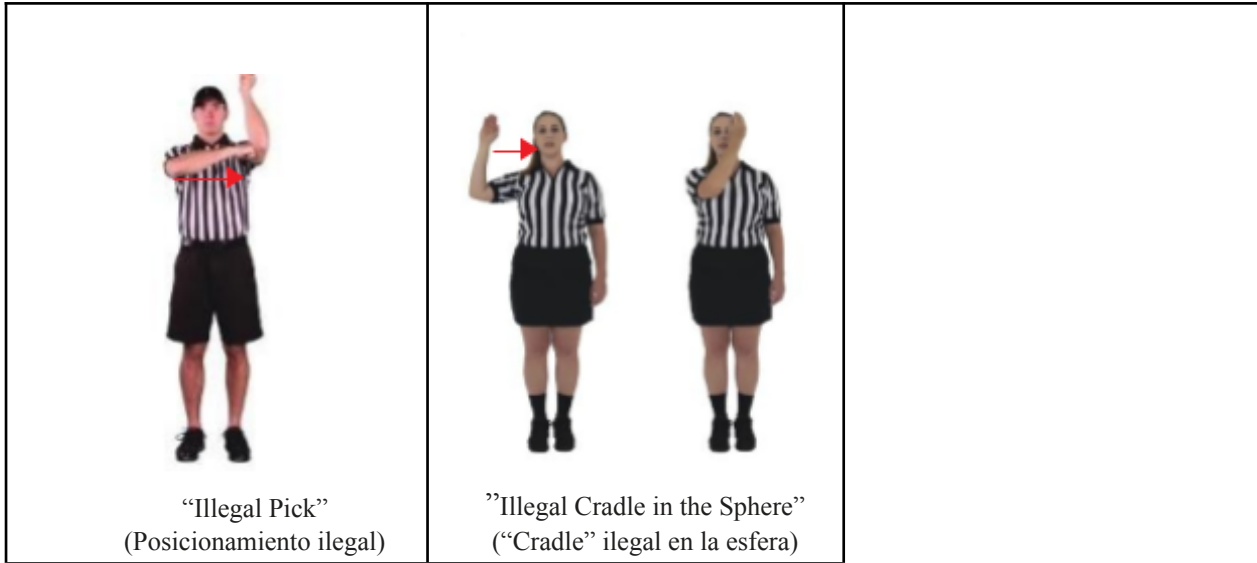 “Illegal Pick”
(Posicionamiento ilegal)
”Illegal Cradle in the Sphere”
(“Cradle” ilegal en la esfera)